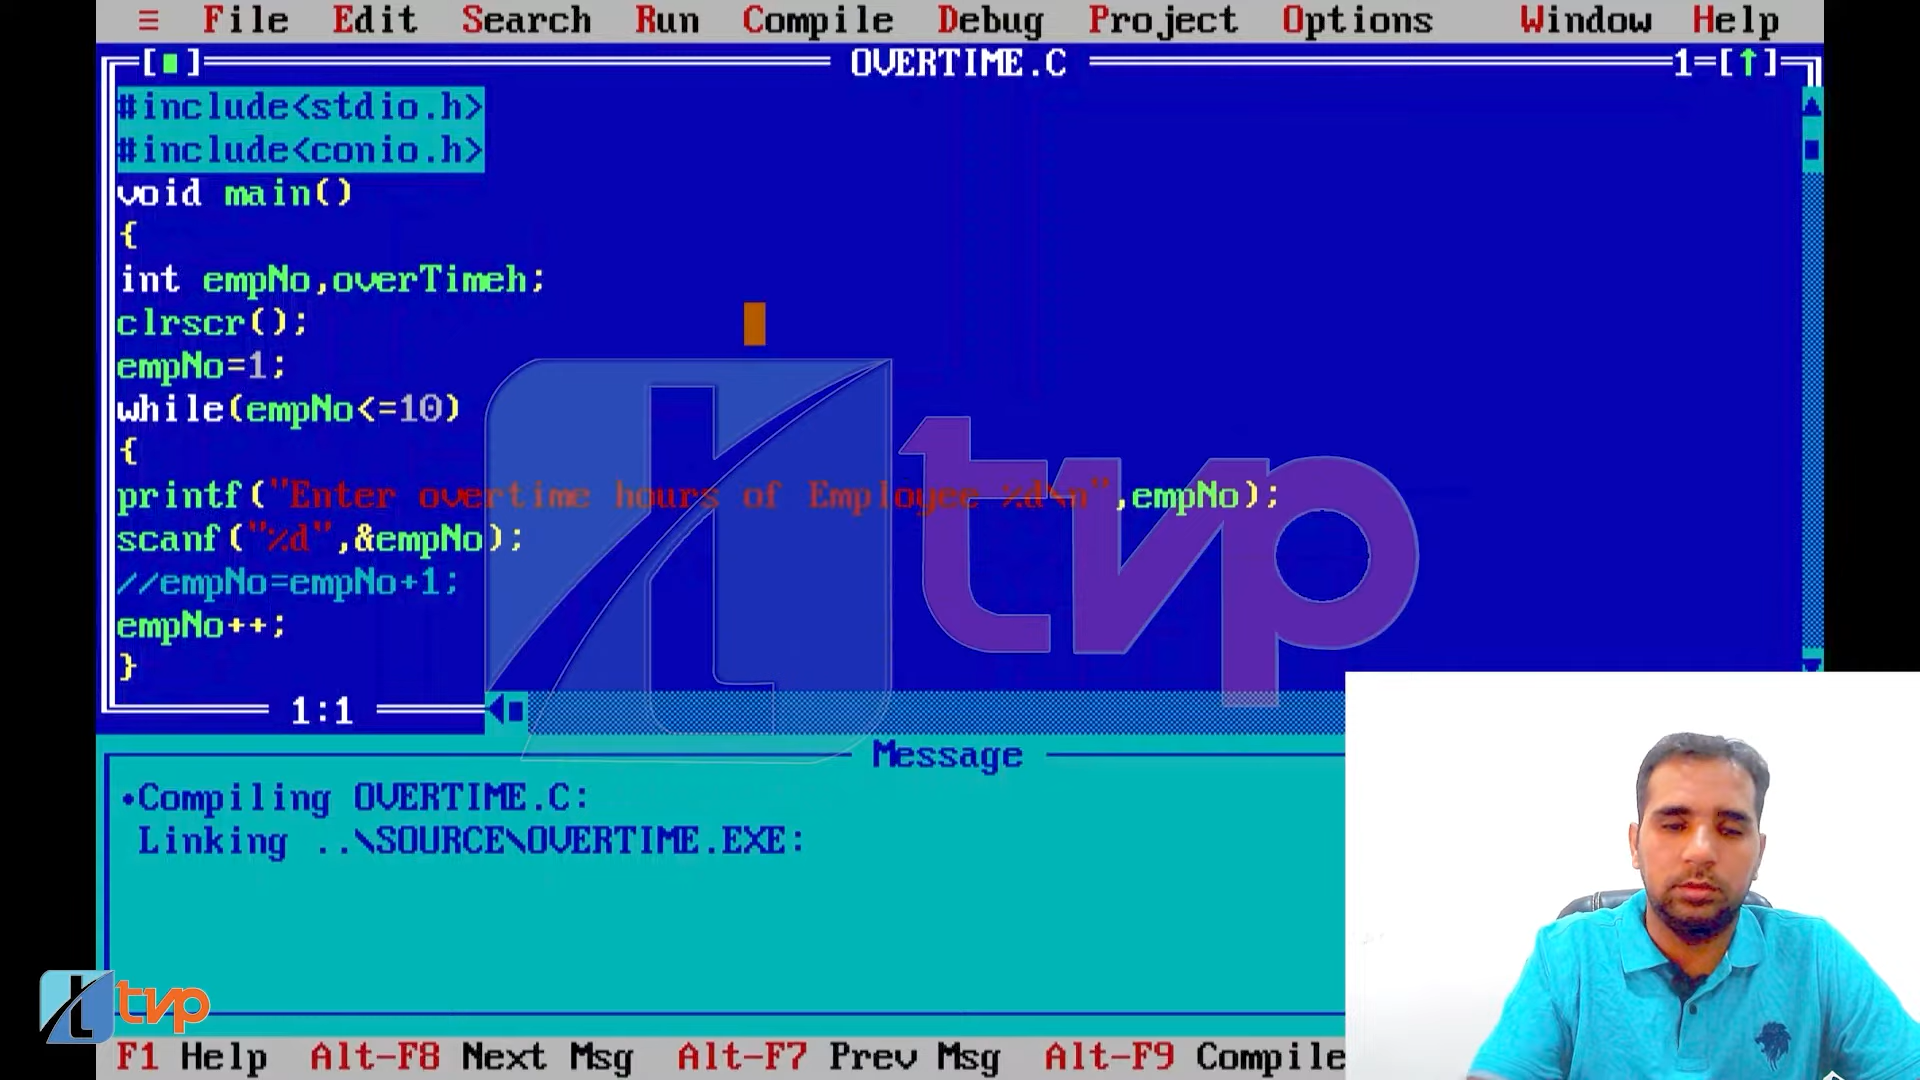 ≡ File Edit Search Run Compile Debug Project Options Window Help
[■] OVERTIME.C 1=[↑]
#include<stdio.h>
#include<conio.h>
void main()
{
int empNo,overTimeh;
clrscr();
empNo=1;
while(empNo<=10)
{
printf("Enter overtime hours of Employee %d\n",empNo);
scanf("%d",&empNo);
//empNo=empNo+1;
empNo++;
}
1:1
tvp
Message
•Compiling OVERTIME.C:
Linking ..\SOURCE\OVERTIME.EXE:
tvp
F1 Help Alt-F8 Next Msg Alt-F7 Prev Msg Alt-F9 Compile